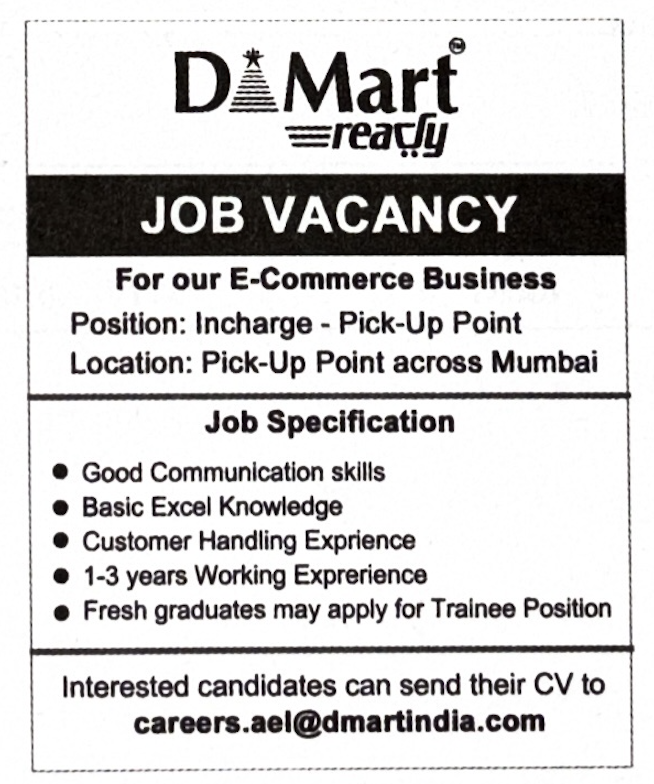 D Mart TM
ready
JOB VACANCY
For our E-Commerce Business
Position: Incharge - Pick-Up Point
Location: Pick-Up Point across Mumbai
Job Specification
● Good Communication skills
● Basic Excel Knowledge
● Customer Handling Exprience
● 1-3 years Working Exprerience
● Fresh graduates may apply for Trainee Position
Interested candidates can send their CV to
careers.ael@dmartindia.com